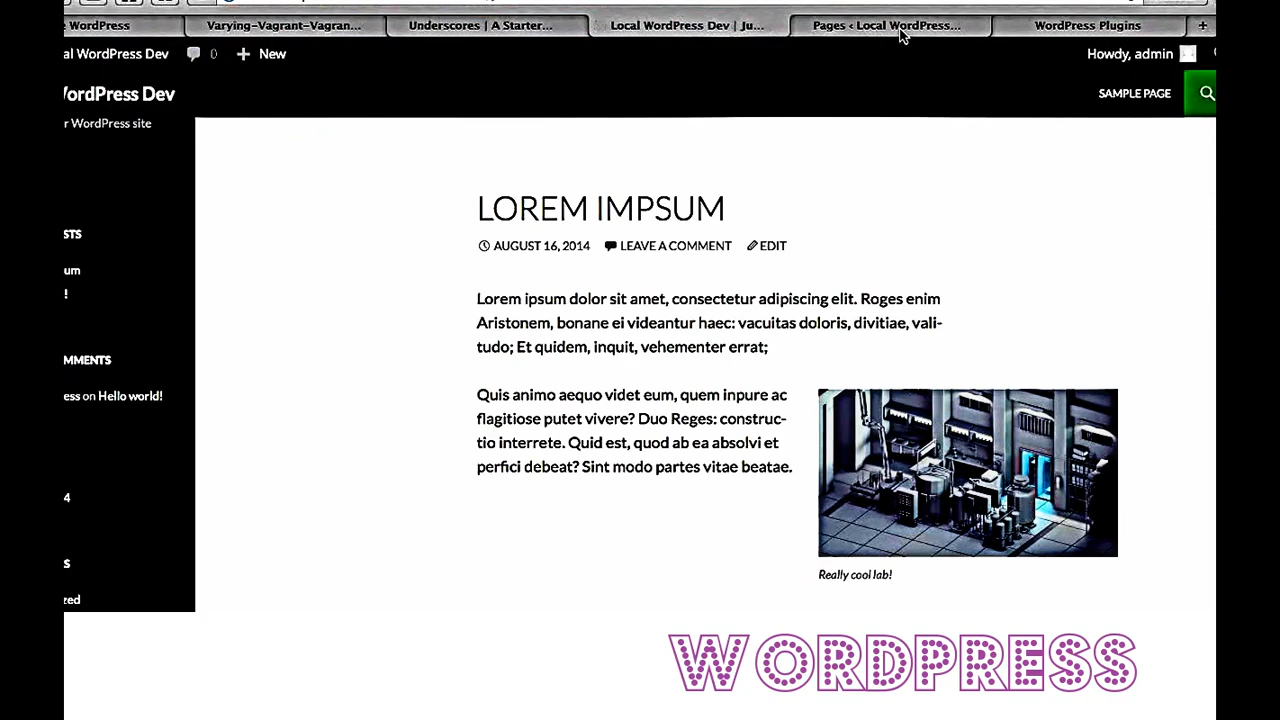 e WordPress
Varying-Vagrant-Vagran...
Underscores | A Starter...
Local WordPress Dev | Ju...
Pages ‹ Local WordPress...
WordPress Plugins
+
al WordPress Dev
0
+ New
Howdy, admin
WordPress Dev
SAMPLE PAGE
r WordPress site
STS
um
!
MMENTS
ess on Hello world!
4
S
zed
LOREM IMPSUM
AUGUST 16, 2014 LEAVE A COMMENT EDIT
Lorem ipsum dolor sit amet, consectetur adipiscing elit. Roges enim
Aristonem, bonane ei videantur haec: vacuitas doloris, divitiae, vali-
tudo; Et quidem, inquit, vehementer errat;
Quis animo aequo videt eum, quem inpure ac
flagitiose putet vivere? Duo Reges: construc-
tio interrete. Quid est, quod ab ea absolvi et
perfici debeat? Sint modo partes vitae beatae.
Really cool lab!
WORDPRESS